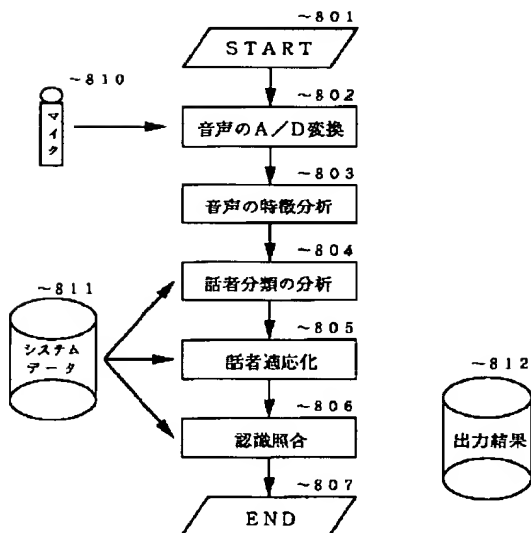 ~801
START
~810
マイク
~802
音声のA/D変換
~803
音声の特徴分析
~804
話者分類の分析
~811
システム
データ
~805
話者適応化
~812
出力結果
~806
認識照合
~807
END